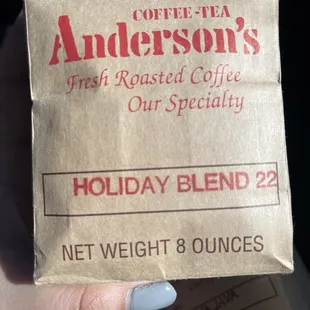 COFFEE-TEA
Anderson's
Fresh Roasted Coffee
Our Specialty
HOLIDAY BLEND 22
NET WEIGHT 8 OUNCES